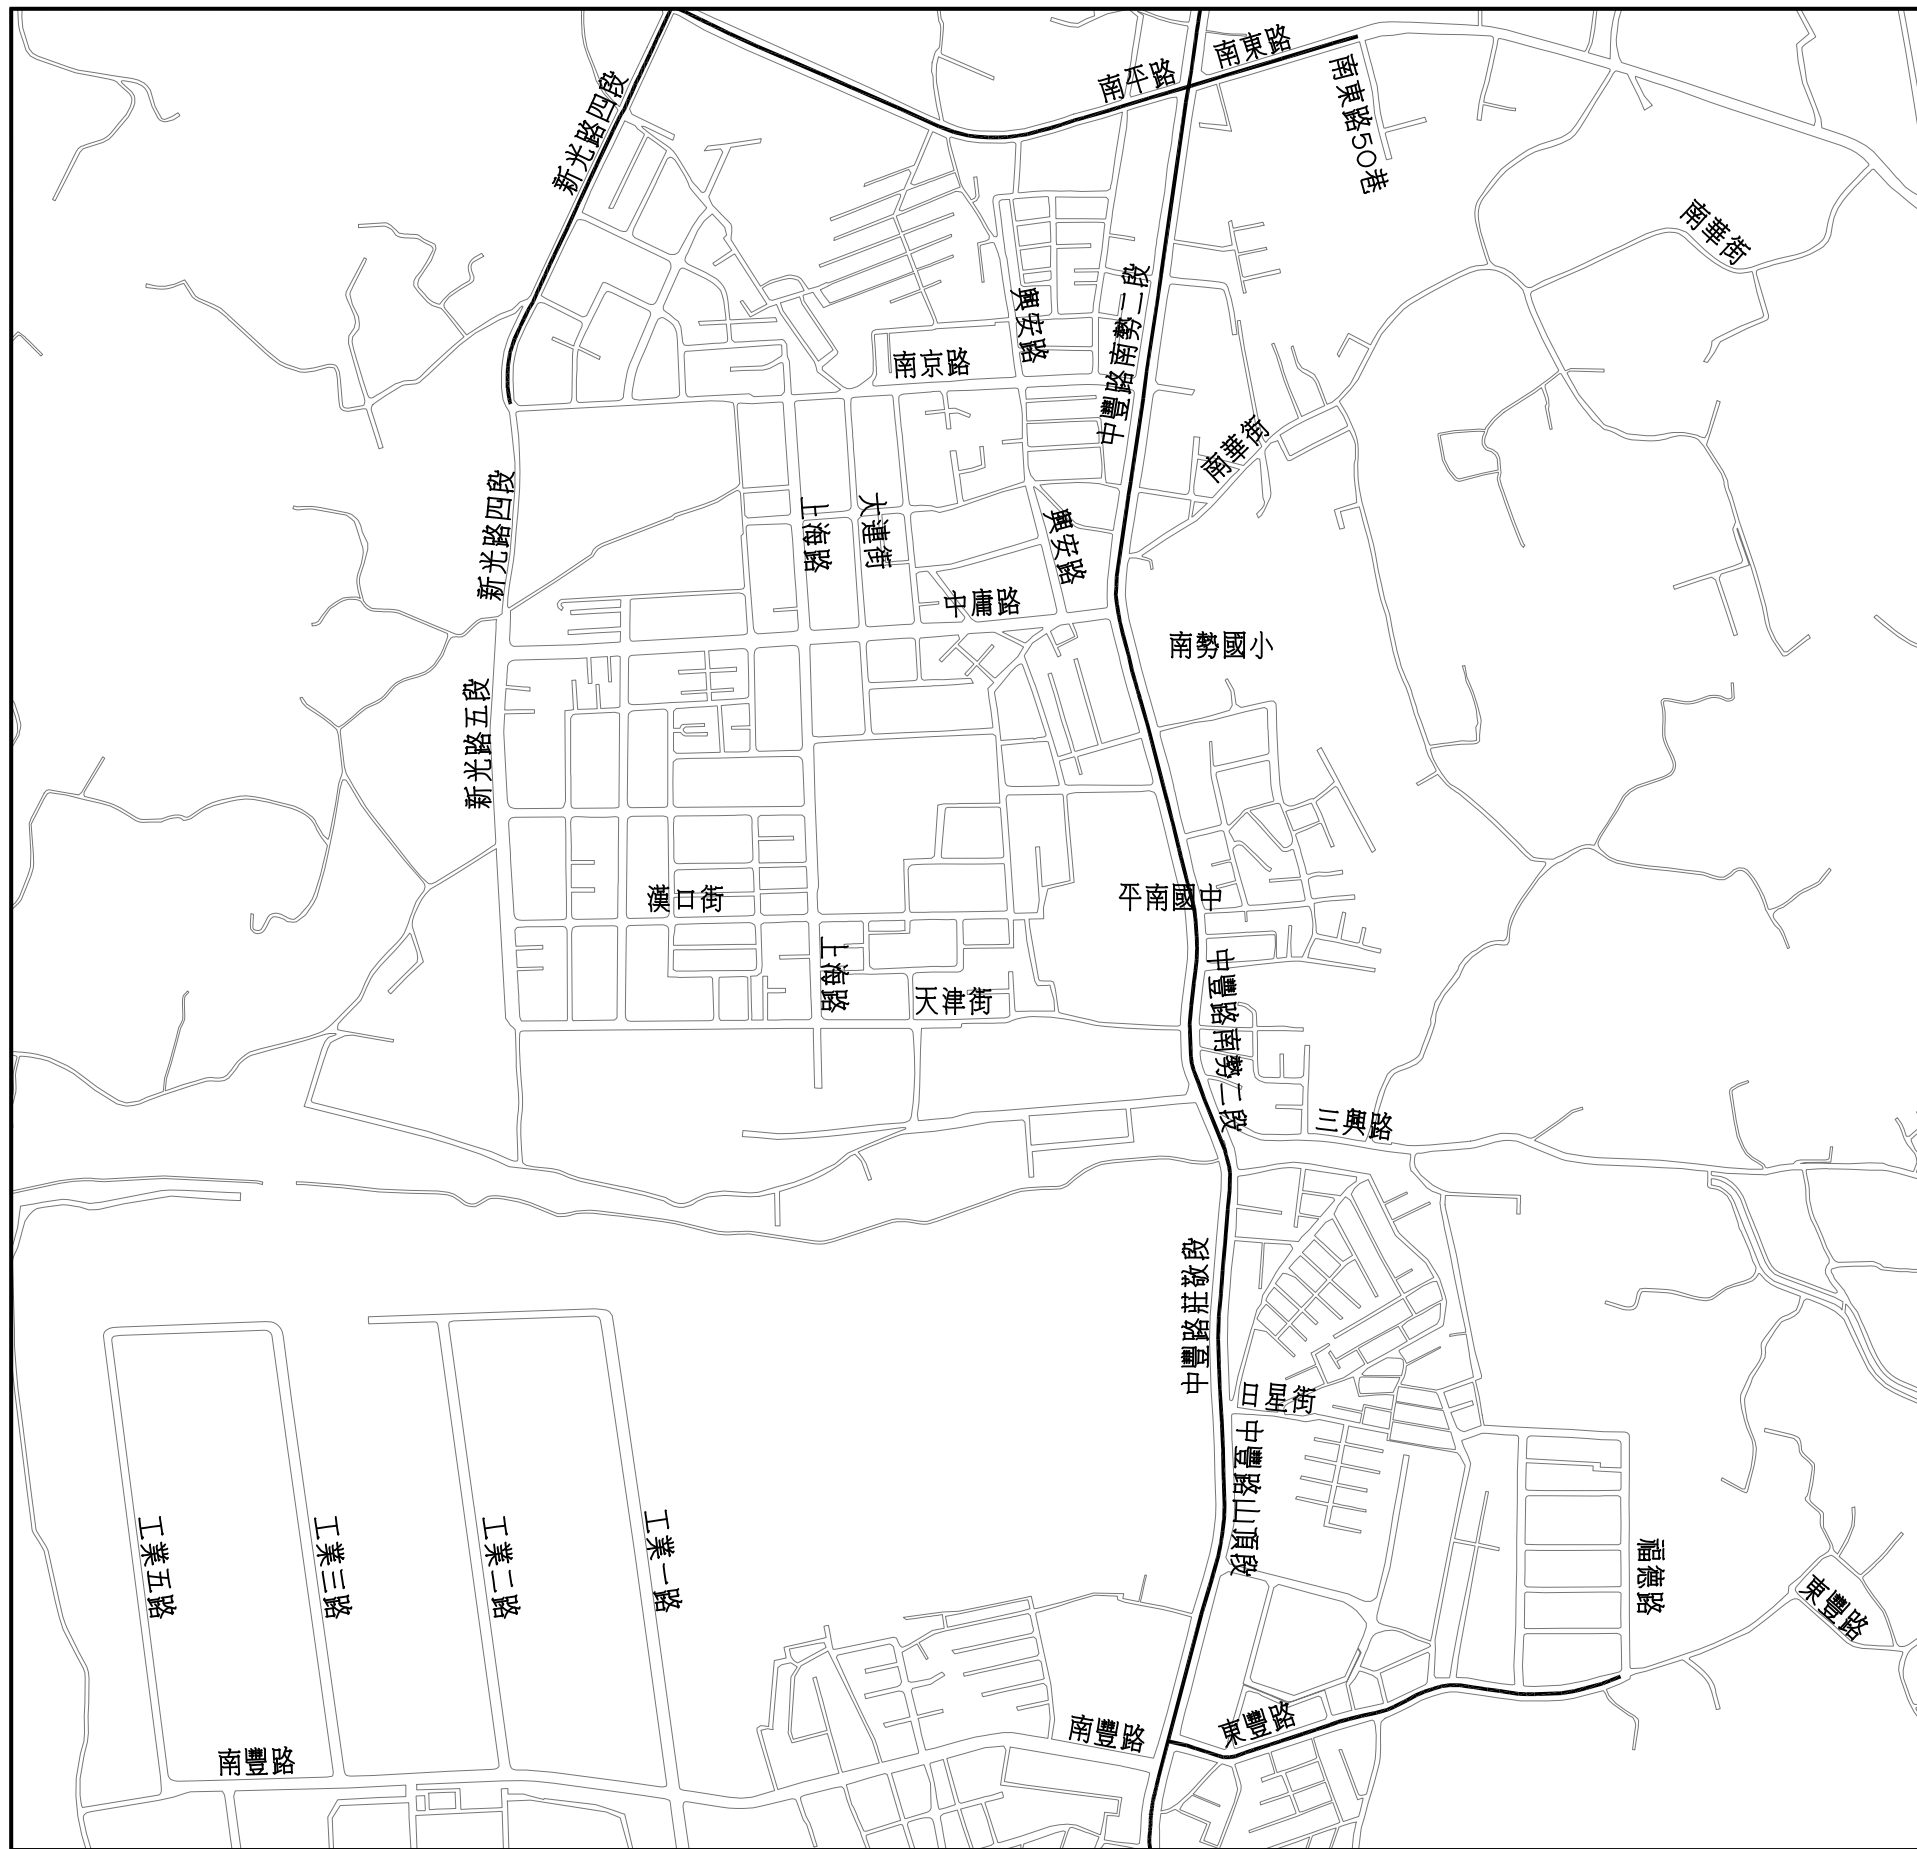 南東路
南平路
新光路四段
南東路50巷
南華街
中豐路南勢二段
興安路
南京路
南華街
新光路四段
上海路
大連街
興安路
中庸路
南勢國小
新光路五段
漢口街
平南國中
上海路
天津街
中豐路南勢二段
三興路
中豐路莊敬段
日星街
中豐路山頂段
工業五路
工業三路
工業二路
工業一路
福德路
東豐路
南豐路
南豐路
東豐路